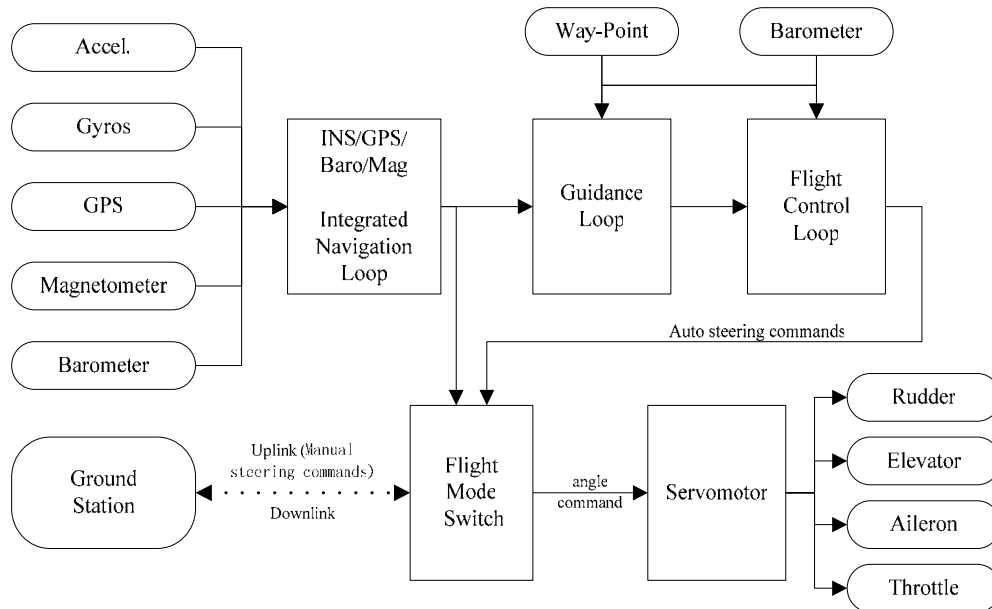 Accel.
Gyros
GPS
Magnetometer
Barometer
INS/GPS/
Baro/Mag
Integrated
Navigation
Loop
Way-Point
Barometer
Guidance
Loop
Flight
Control
Loop
Auto steering commands
Ground
Station
Uplink (Manual
steering commands)
Downlink
Flight
Mode
Switch
angle
command
Servomotor
Rudder
Elevator
Aileron
Throttle